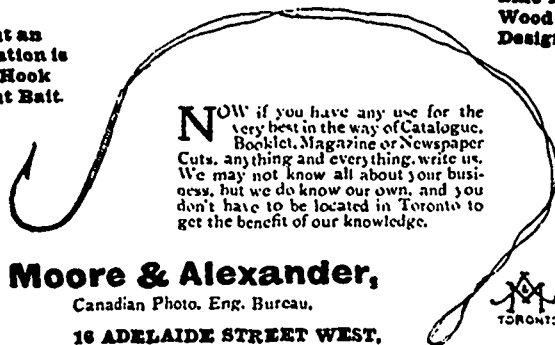 t an
ation is
Hook
t Bait.
Wood
Desig
NOW if you have any use for the
very best in the way of Catalogue,
Booklet, Magazine or Newspaper
Cuts, anything and everything, write us.
We may not know all about your busi-
ness, but we do know our own, and you
don't have to be located in Toronto to
get the benefit of our knowledge.
Moore & Alexander,
Canadian Photo. Eng. Bureau,
16 ADELAIDE STREET WEST,
TORONTO